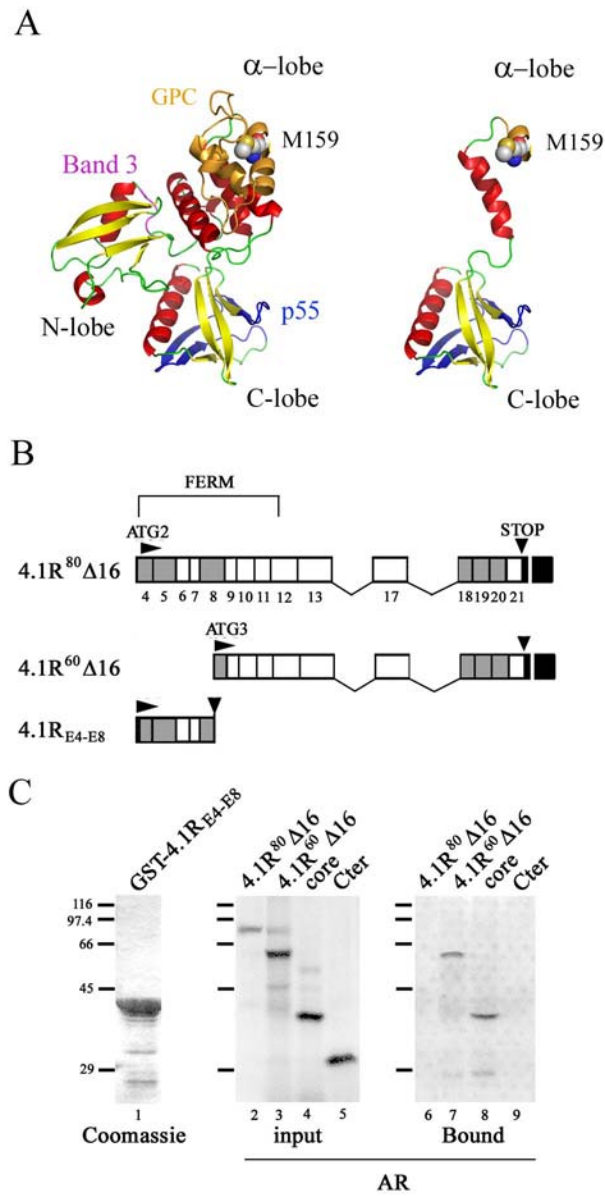 A
α-lobe
α-lobe
GPC
M159
M159
Band 3
N-lobe
p55
C-lobe
C-lobe
B
FERM
ATG2
STOP
4.1R⁸⁰Δ16
4 5 6 7 8 9 10 11 12 13 17 18 19 20 21
ATG3
4.1R⁶⁰Δ16
4.1R_E4-E8
C
GST-4.1R_E4-E8
4.1R⁸⁰Δ16
4.1R⁶⁰Δ16
core
Cter
4.1R⁸⁰Δ16
4.1R⁶⁰Δ16
core
Cter
116
97.4
66
45
29
1
2 3 4 5
6 7 8 9
Coomassie
input
Bound
AR